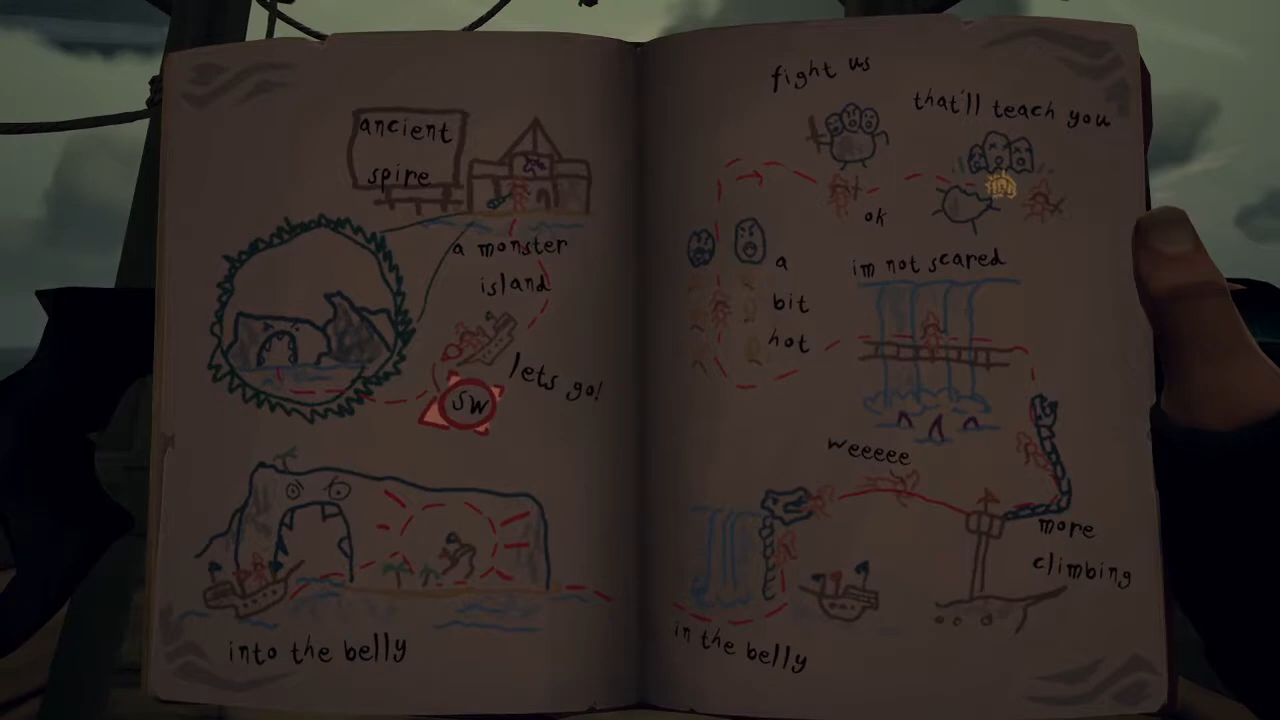 ancient
spire
a monster
island
lets go!
SW
into the belly
fight us
that'll teach you
ok
a
bit
hot
im not scared
weeeee
more
climbing
in the belly